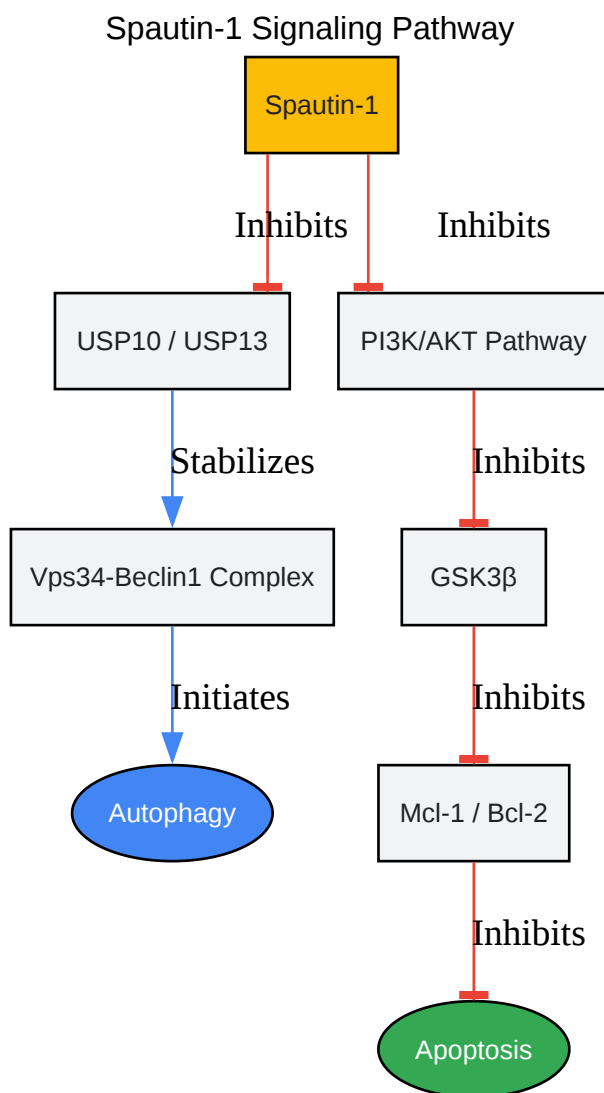 Spautin-1 Signaling Pathway
Spautin-1
Inhibits
Inhibits
USP10 / USP13
PI3K/AKT Pathway
Stabilizes
Inhibits
Vps34-Beclin1 Complex
GSK3β
Initiates
Inhibits
Autophagy
Mcl-1 / Bcl-2
Inhibits
Apoptosis